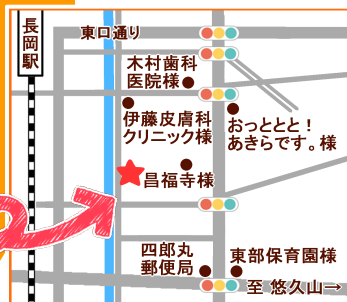 長岡駅
東口通り
木村歯科
医院様
伊藤皮膚科
クリニック様
おっととと！
あきらです。様
昌福寺様
四郎丸
郵便局
東部保育園様
至 悠久山→